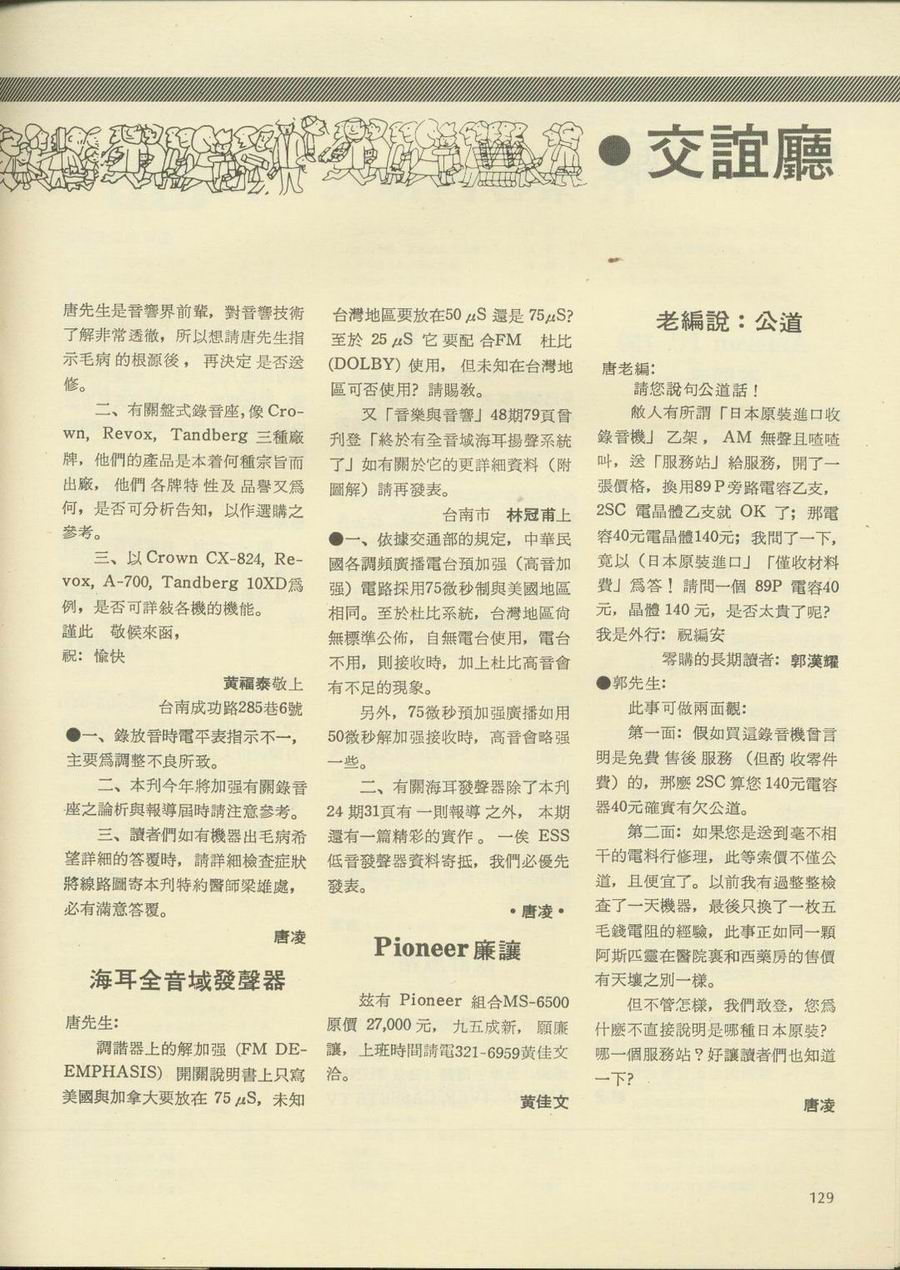 ●交誼廳
唐先生是音響界前輩，對音響技術
了解非常透徹，所以想請唐先生指
示毛病的根源後，再決定是否送
修。
二、有關盤式錄音座，像 Cro-
wn, Revox, Tandberg 三種廠
牌，他們的產品是本着何種宗旨而
出廠，他們各牌特性及品譽又爲
何，是否可分析告知，以作選購之
參考。
三、以 Crown CX-824, Re-
vox, A-700, Tandberg 10XD爲
例，是否可詳敍各機的機能。
謹此　敬候來函，
祝：愉快
黃福泰敬上
台南成功路285巷6號
●一、錄放音時電平表指示不一，
主要爲調整不良所致。
二、本刊今年將加强有關錄音
座之論析與報導屆時請注意參考。
三、讀者們如有機器出毛病希
望詳細的答覆時，請詳細檢查症狀
將線路圖寄本刊特約醫師梁雄處，
必有滿意答覆。
唐凌
海耳全音域發聲器
唐先生：
調諧器上的解加强 (FM DE-
EMPHASIS) 開關說明書上只寫
美國與加拿大要放在 75 μS，未知
台灣地區要放在50 μS 還是 75μS?
至於 25 μS 它要配合FM　杜比
(DOLBY) 使用，但未知在台灣地
區可否使用？請賜敎。
又「音樂與音響」48期79頁曾
刊登「終於有全音域海耳揚聲系統
了」如有關於它的更詳細資料（附
圖解）請再發表。
台南市　林冠甫上
●一、依據交通部的規定，中華民
國各調頻廣播電台預加强（高音加
强）電路採用75微秒制與美國地區
相同。至於杜比系統，台灣地區尙
無標準公佈，自無電台使用，電台
不用，則接收時，加上杜比高音會
有不足的現象。
另外，75微秒預加强廣播如用
50微秒解加强接收時，高音會略强
一些。
二、有關海耳發聲器除了本刊
24 期31頁有一則報導之外，本期
還有一篇精彩的實作。一俟 ESS
低音發聲器資料寄抵，我們必優先
發表。
•唐凌•
Pioneer 廉讓
玆有 Pioneer 組合MS-6500
原價 27,000 元，九五成新，願廉
讓，上班時間請電321-6959黃佳文
洽。
黃佳文
老編說：公道
唐老編：
請您說句公道話！
敝人有所謂「日本原裝進口收
錄音機」乙架，AM 無聲且喳喳
叫，送「服務站」給服務，開了一
張價格，換用89 P旁路電容乙支，
2SC 電晶體乙支就 OK 了；那電
容40元電晶體140元；我問了一下，
竟以（日本原裝進口」「僅收材料
費」爲答！請問一個 89P 電容40
元，晶體 140 元，是否太貴了呢？
我是外行：祝編安
零購的長期讀者：郭漢耀
●郭先生：
此事可做兩面觀：
第一面：假如買這錄音機曾言
明是免費售後服務（但酌收零件
費）的，那麼 2SC 算您 140元電容
器40元確實有欠公道。
第二面：如果您是送到毫不相
干的電料行修理，此等索價不僅公
道，且便宜了。以前我有過整整檢
查了一天機器，最後只換了一枚五
毛錢電阻的經驗，此事正如同一顆
阿斯匹靈在醫院裏和西藥房的售價
有天壤之別一樣。
但不管怎樣，我們敢登，您爲
什麼不直接說明是哪種日本原裝？
哪一個服務站？好讓讀者們也知道
一下？
唐凌
129